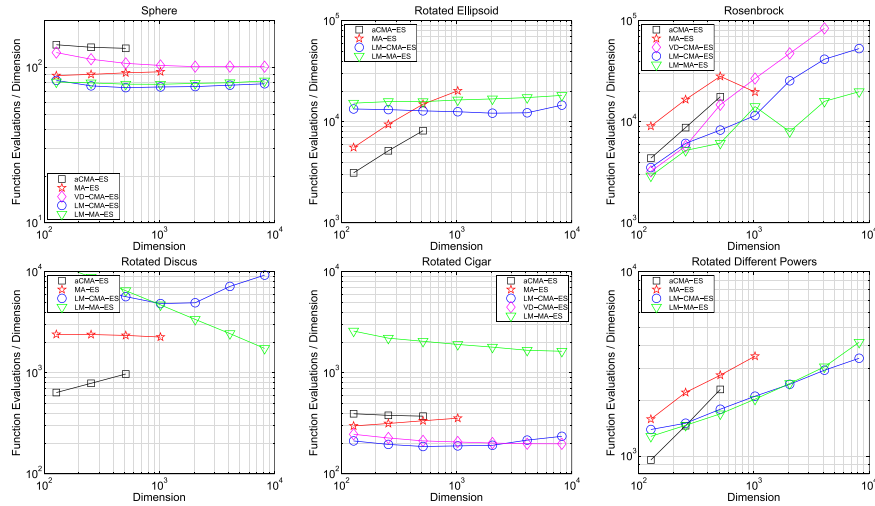 Sphere
Function Evaluations / Dimension
10^2
10^1
aCMA−ES
MA−ES
VD−CMA−ES
LM−CMA−ES
LM−MA−ES
10^2
10^3
10^4
Dimension
Rotated Ellipsoid
Function Evaluations / Dimension
10^5
10^4
10^3
aCMA−ES
MA−ES
LM−CMA−ES
LM−MA−ES
10^2
10^3
10^4
Dimension
Rosenbrock
Function Evaluations / Dimension
10^5
10^4
10^3
aCMA−ES
MA−ES
VD−CMA−ES
LM−CMA−ES
LM−MA−ES
10^2
10^3
10^4
Dimension
Rotated Discus
Function Evaluations / Dimension
10^4
10^3
10^2
aCMA−ES
MA−ES
LM−CMA−ES
LM−MA−ES
10^2
10^3
10^4
Dimension
Rotated Cigar
Function Evaluations / Dimension
10^4
10^3
10^2
aCMA−ES
MA−ES
LM−CMA−ES
VD−CMA−ES
LM−MA−ES
10^2
10^3
10^4
Dimension
Rotated Different Powers
Function Evaluations / Dimension
10^4
10^3
aCMA−ES
MA−ES
LM−CMA−ES
LM−MA−ES
10^2
10^3
10^4
Dimension